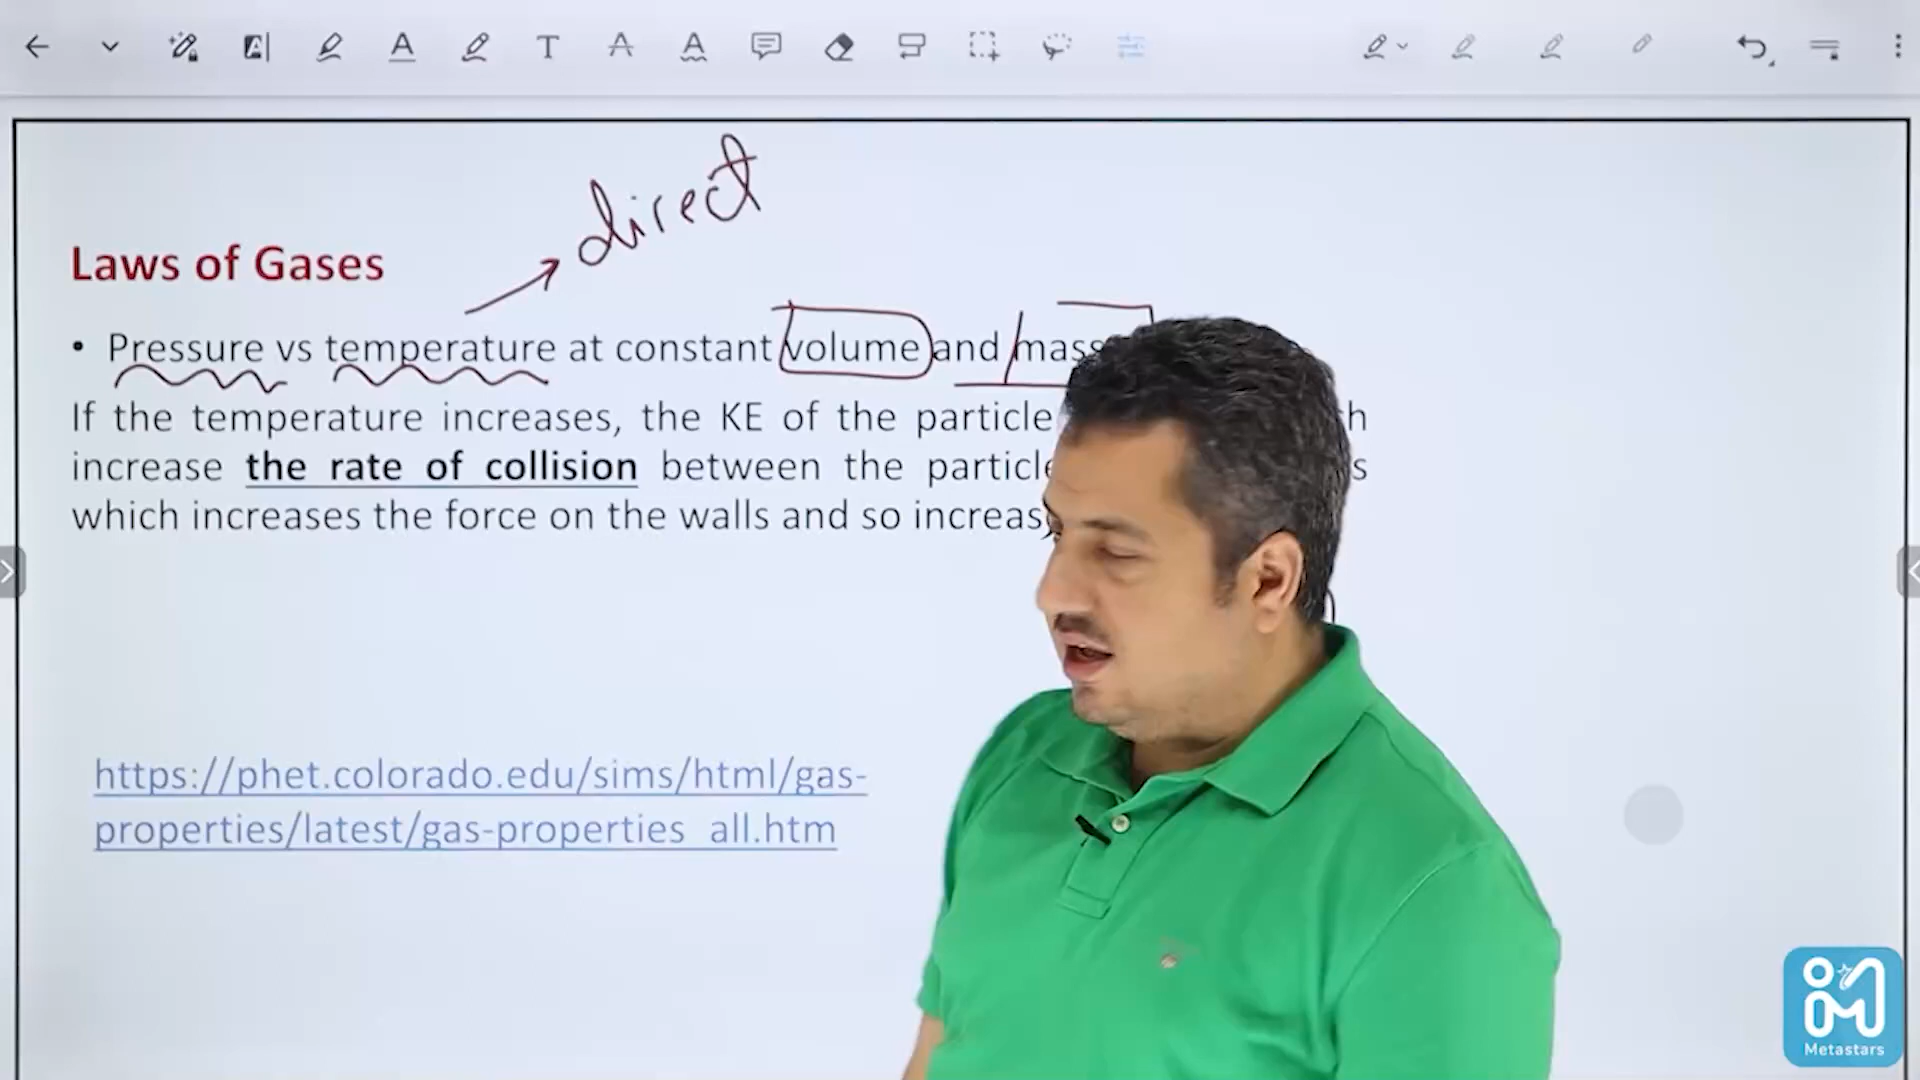 direct
Laws of Gases
• Pressure vs temperature at constant volume and mass
If the temperature increases, the KE of the particle
increase the rate of collision between the particle
which increases the force on the walls and so increas
https://phet.colorado.edu/sims/html/gas-
properties/latest/gas-properties_all.htm
Metastars